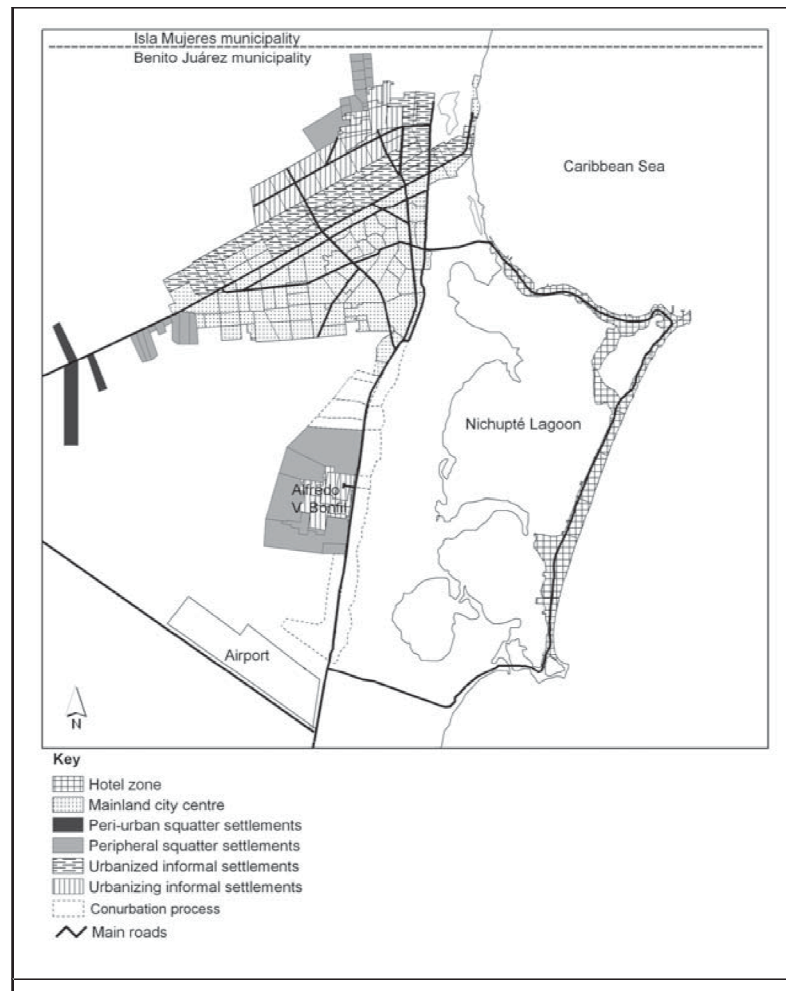 Isla Mujeres municipality
Benito Juárez municipality
Caribbean Sea
Nichupté Lagoon
Alfredo
V. Bonfil
Airport
N
Key
Hotel zone
Mainland city centre
Peri-urban squatter settlements
Peripheral squatter settlements
Urbanized informal settlements
Urbanizing informal settlements
Conurbation process
Main roads